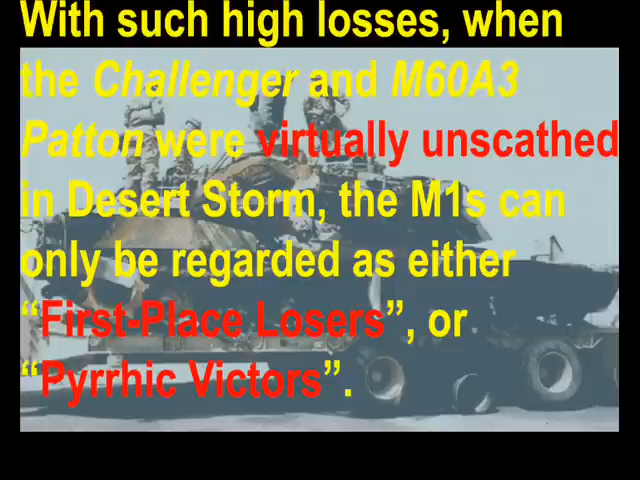 With such high losses, when
the Challenger and M60A3
Patton were virtually unscathed
in Desert Storm, the M1s can
only be regarded as either
“First-Place Losers”, or
“Pyrrhic Victors”.